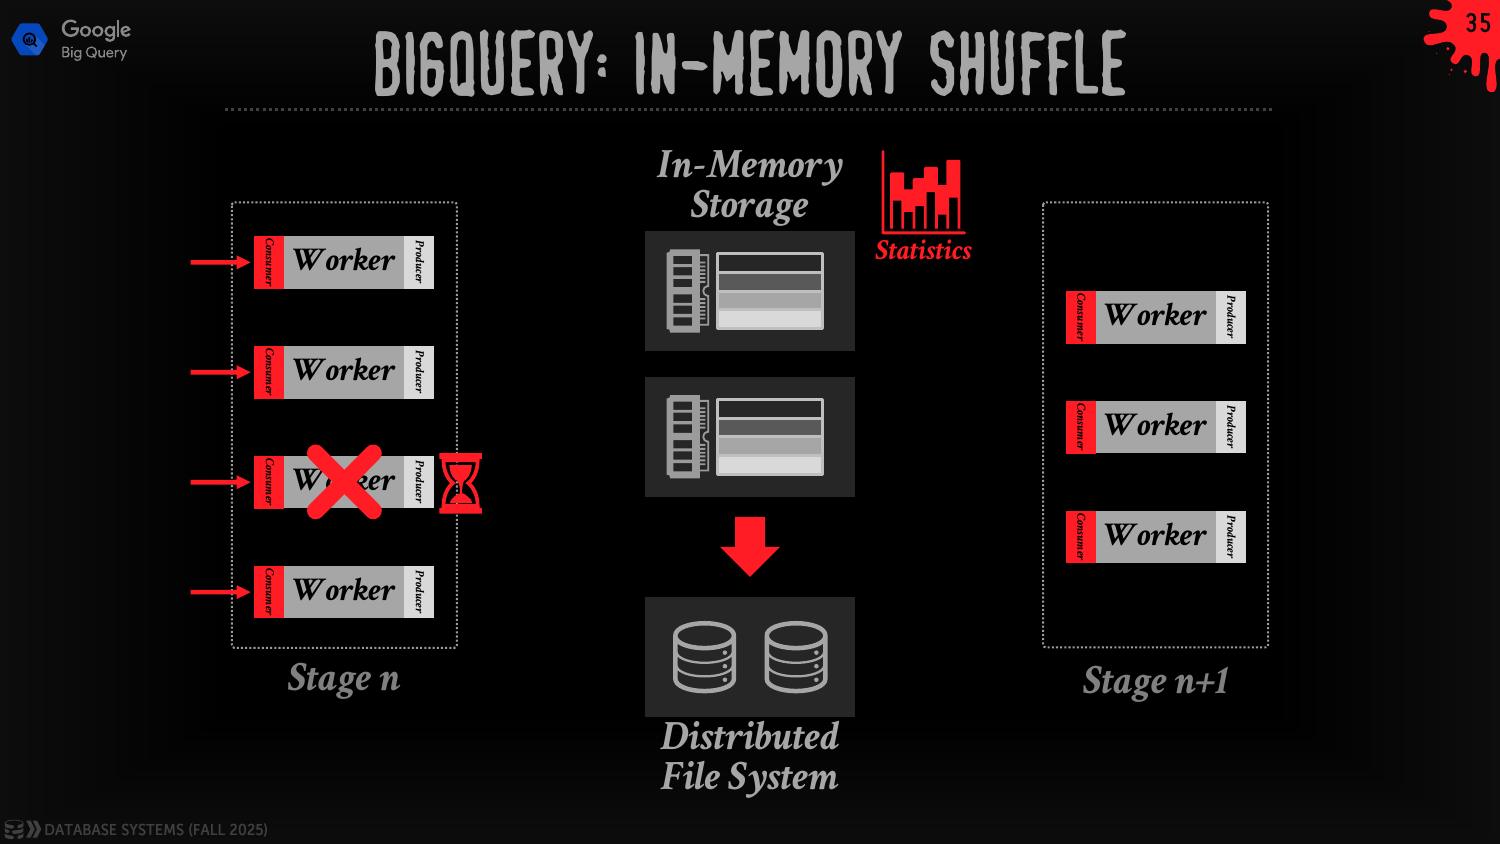 Google
Big Query
BIGQUERY: IN-MEMORY SHUFFLE
35
In-Memory
Storage
Statistics
Consumer
Worker
Producer
Consumer
Worker
Producer
Consumer
Worker
Producer
Consumer
Worker
Producer
Stage n
Consumer
Worker
Producer
Consumer
Worker
Producer
Consumer
Worker
Producer
Stage n+1
Distributed
File System
DATABASE SYSTEMS (FALL 2025)